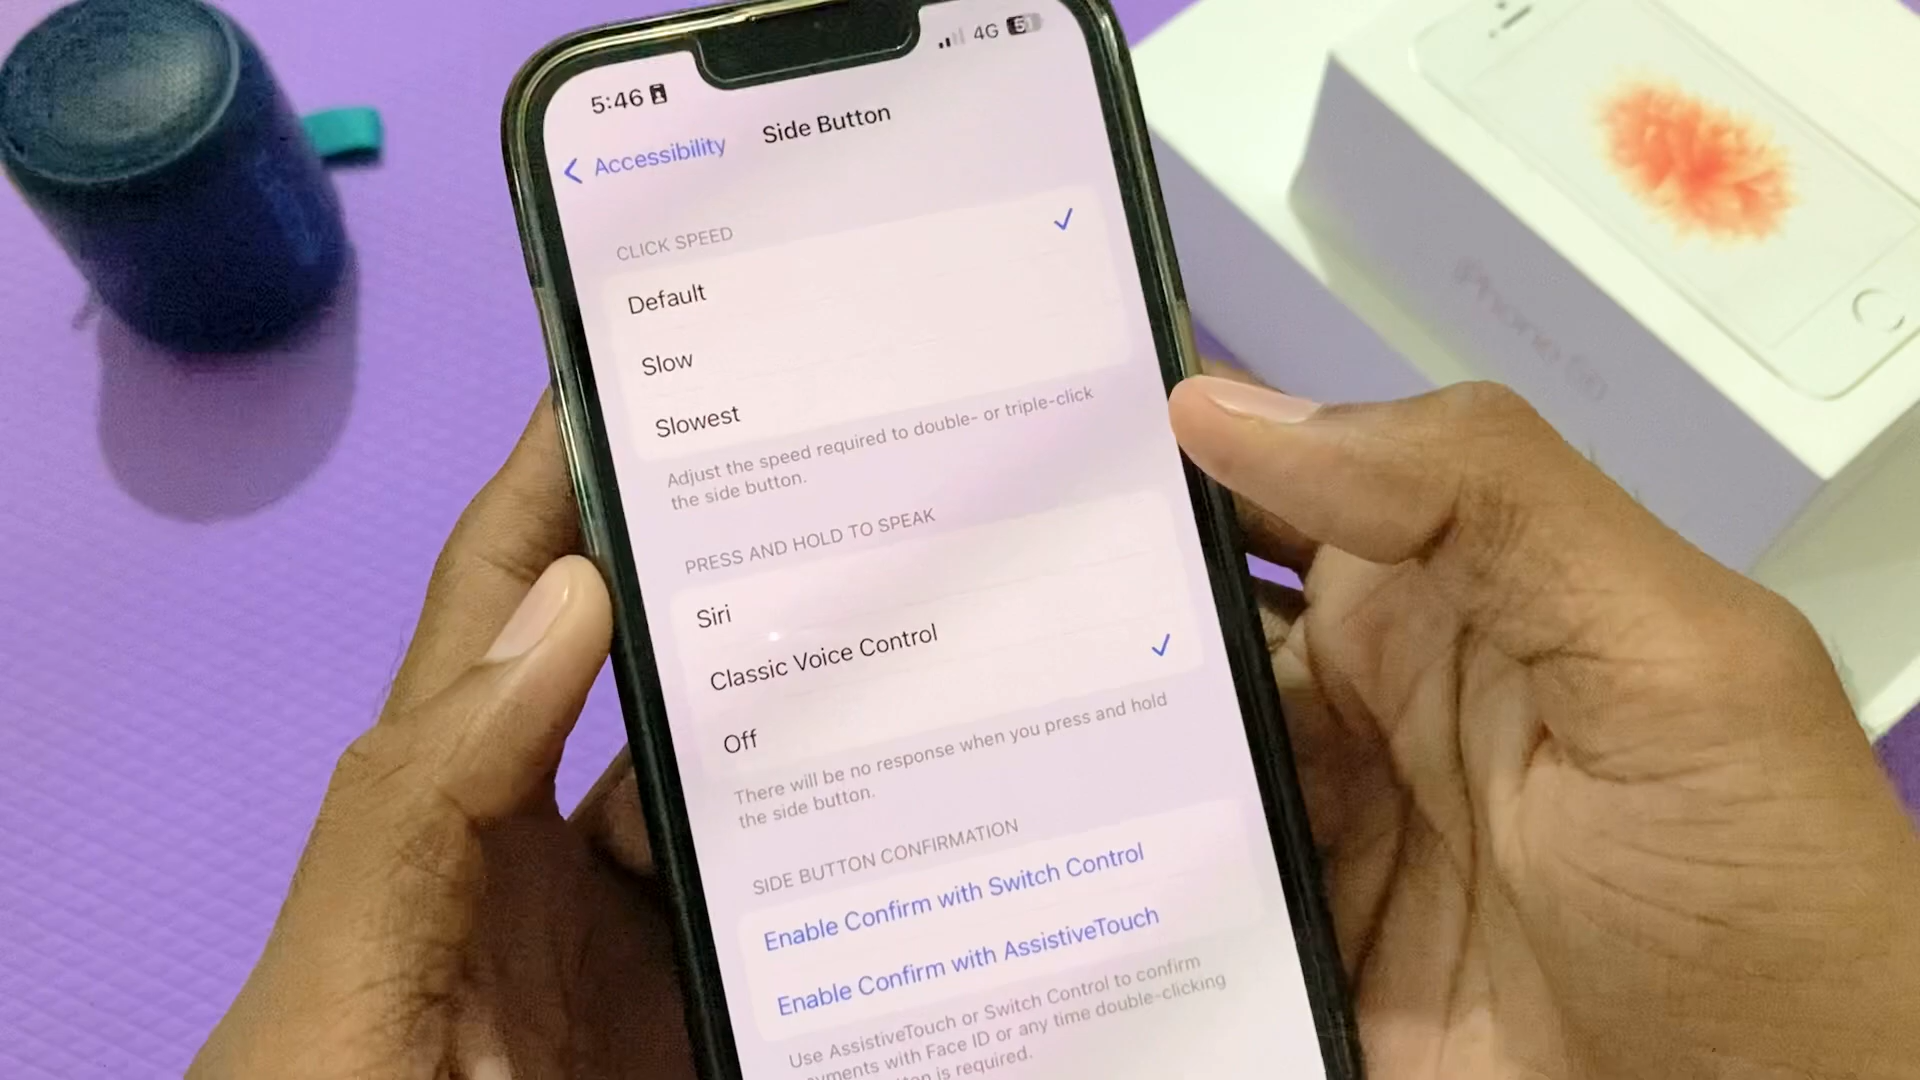 5:46
4G 51
Accessibility
Side Button
CLICK SPEED
Default
Slow
Slowest
Adjust the speed required to double- or triple-click
the side button.
PRESS AND HOLD TO SPEAK
Siri
Classic Voice Control
Off
There will be no response when you press and hold
the side button.
SIDE BUTTON CONFIRMATION
Enable Confirm with Switch Control
Enable Confirm with AssistiveTouch
Use AssistiveTouch or Switch Control to confirm
with Face ID or any time double-clicking
is required.
iPhone